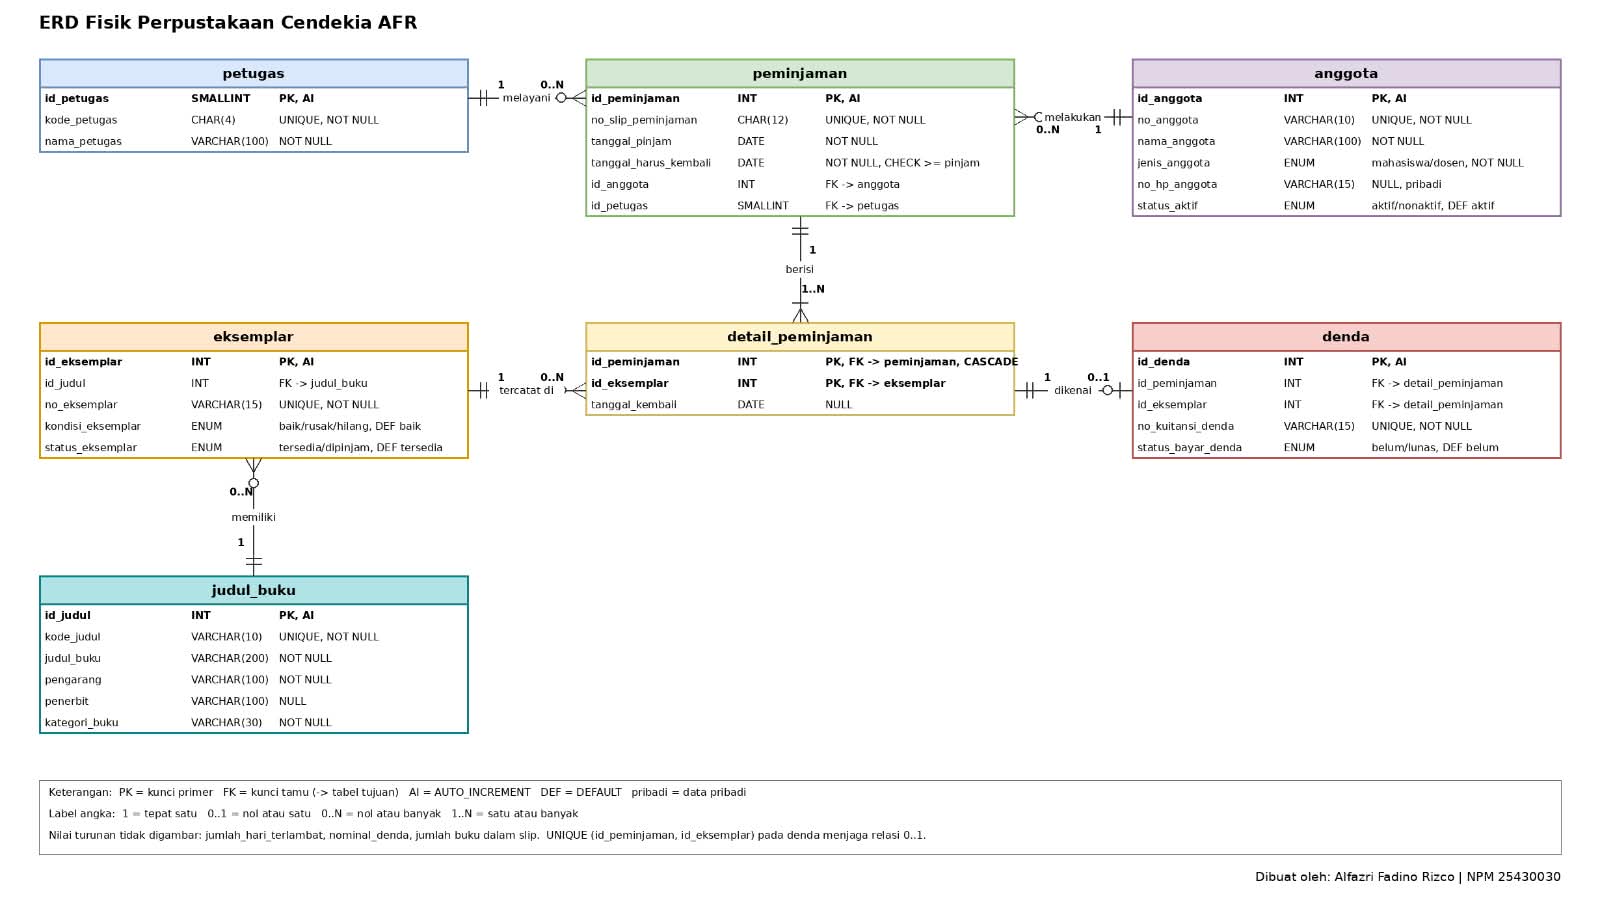 ERD Fisik Perpustakaan Cendekia AFR
petugas
id_petugas SMALLINT PK, AI
kode_petugas CHAR(4) UNIQUE, NOT NULL
nama_petugas VARCHAR(100) NOT NULL
1 0..N
melayani
peminjaman
id_peminjaman INT PK, AI
no_slip_peminjaman CHAR(12) UNIQUE, NOT NULL
tanggal_pinjam DATE NOT NULL
tanggal_harus_kembali DATE NOT NULL, CHECK >= pinjam
id_anggota INT FK -> anggota
id_petugas SMALLINT FK -> petugas
melakukan
0..N 1
anggota
id_anggota INT PK, AI
no_anggota VARCHAR(10) UNIQUE, NOT NULL
nama_anggota VARCHAR(100) NOT NULL
jenis_anggota ENUM mahasiswa/dosen, NOT NULL
no_hp_anggota VARCHAR(15) NULL, pribadi
status_aktif ENUM aktif/nonaktif, DEF aktif
1
berisi
1..N
eksemplar
id_eksemplar INT PK, AI
id_judul INT FK -> judul_buku
no_eksemplar VARCHAR(15) UNIQUE, NOT NULL
kondisi_eksemplar ENUM baik/rusak/hilang, DEF baik
status_eksemplar ENUM tersedia/dipinjam, DEF tersedia
1 0..N
tercatat di
detail_peminjaman
id_peminjaman INT PK, FK -> peminjaman, CASCADE
id_eksemplar INT PK, FK -> eksemplar
tanggal_kembali DATE NULL
1 0..1
dikenai
denda
id_denda INT PK, AI
id_peminjaman INT FK -> detail_peminjaman
id_eksemplar INT FK -> detail_peminjaman
no_kuitansi_denda VARCHAR(15) UNIQUE, NOT NULL
status_bayar_denda ENUM belum/lunas, DEF belum
0..N
memiliki
1
judul_buku
id_judul INT PK, AI
kode_judul VARCHAR(10) UNIQUE, NOT NULL
judul_buku VARCHAR(200) NOT NULL
pengarang VARCHAR(100) NOT NULL
penerbit VARCHAR(100) NULL
kategori_buku VARCHAR(30) NOT NULL
Keterangan: PK = kunci primer FK = kunci tamu (-> tabel tujuan) AI = AUTO_INCREMENT DEF = DEFAULT pribadi = data pribadi
Label angka: 1 = tepat satu 0..1 = nol atau satu 0..N = nol atau banyak 1..N = satu atau banyak
Nilai turunan tidak digambar: jumlah_hari_terlambat, nominal_denda, jumlah buku dalam slip. UNIQUE (id_peminjaman, id_eksemplar) pada denda menjaga relasi 0..1.
Dibuat oleh: Alfazri Fadino Rizco | NPM 25430030